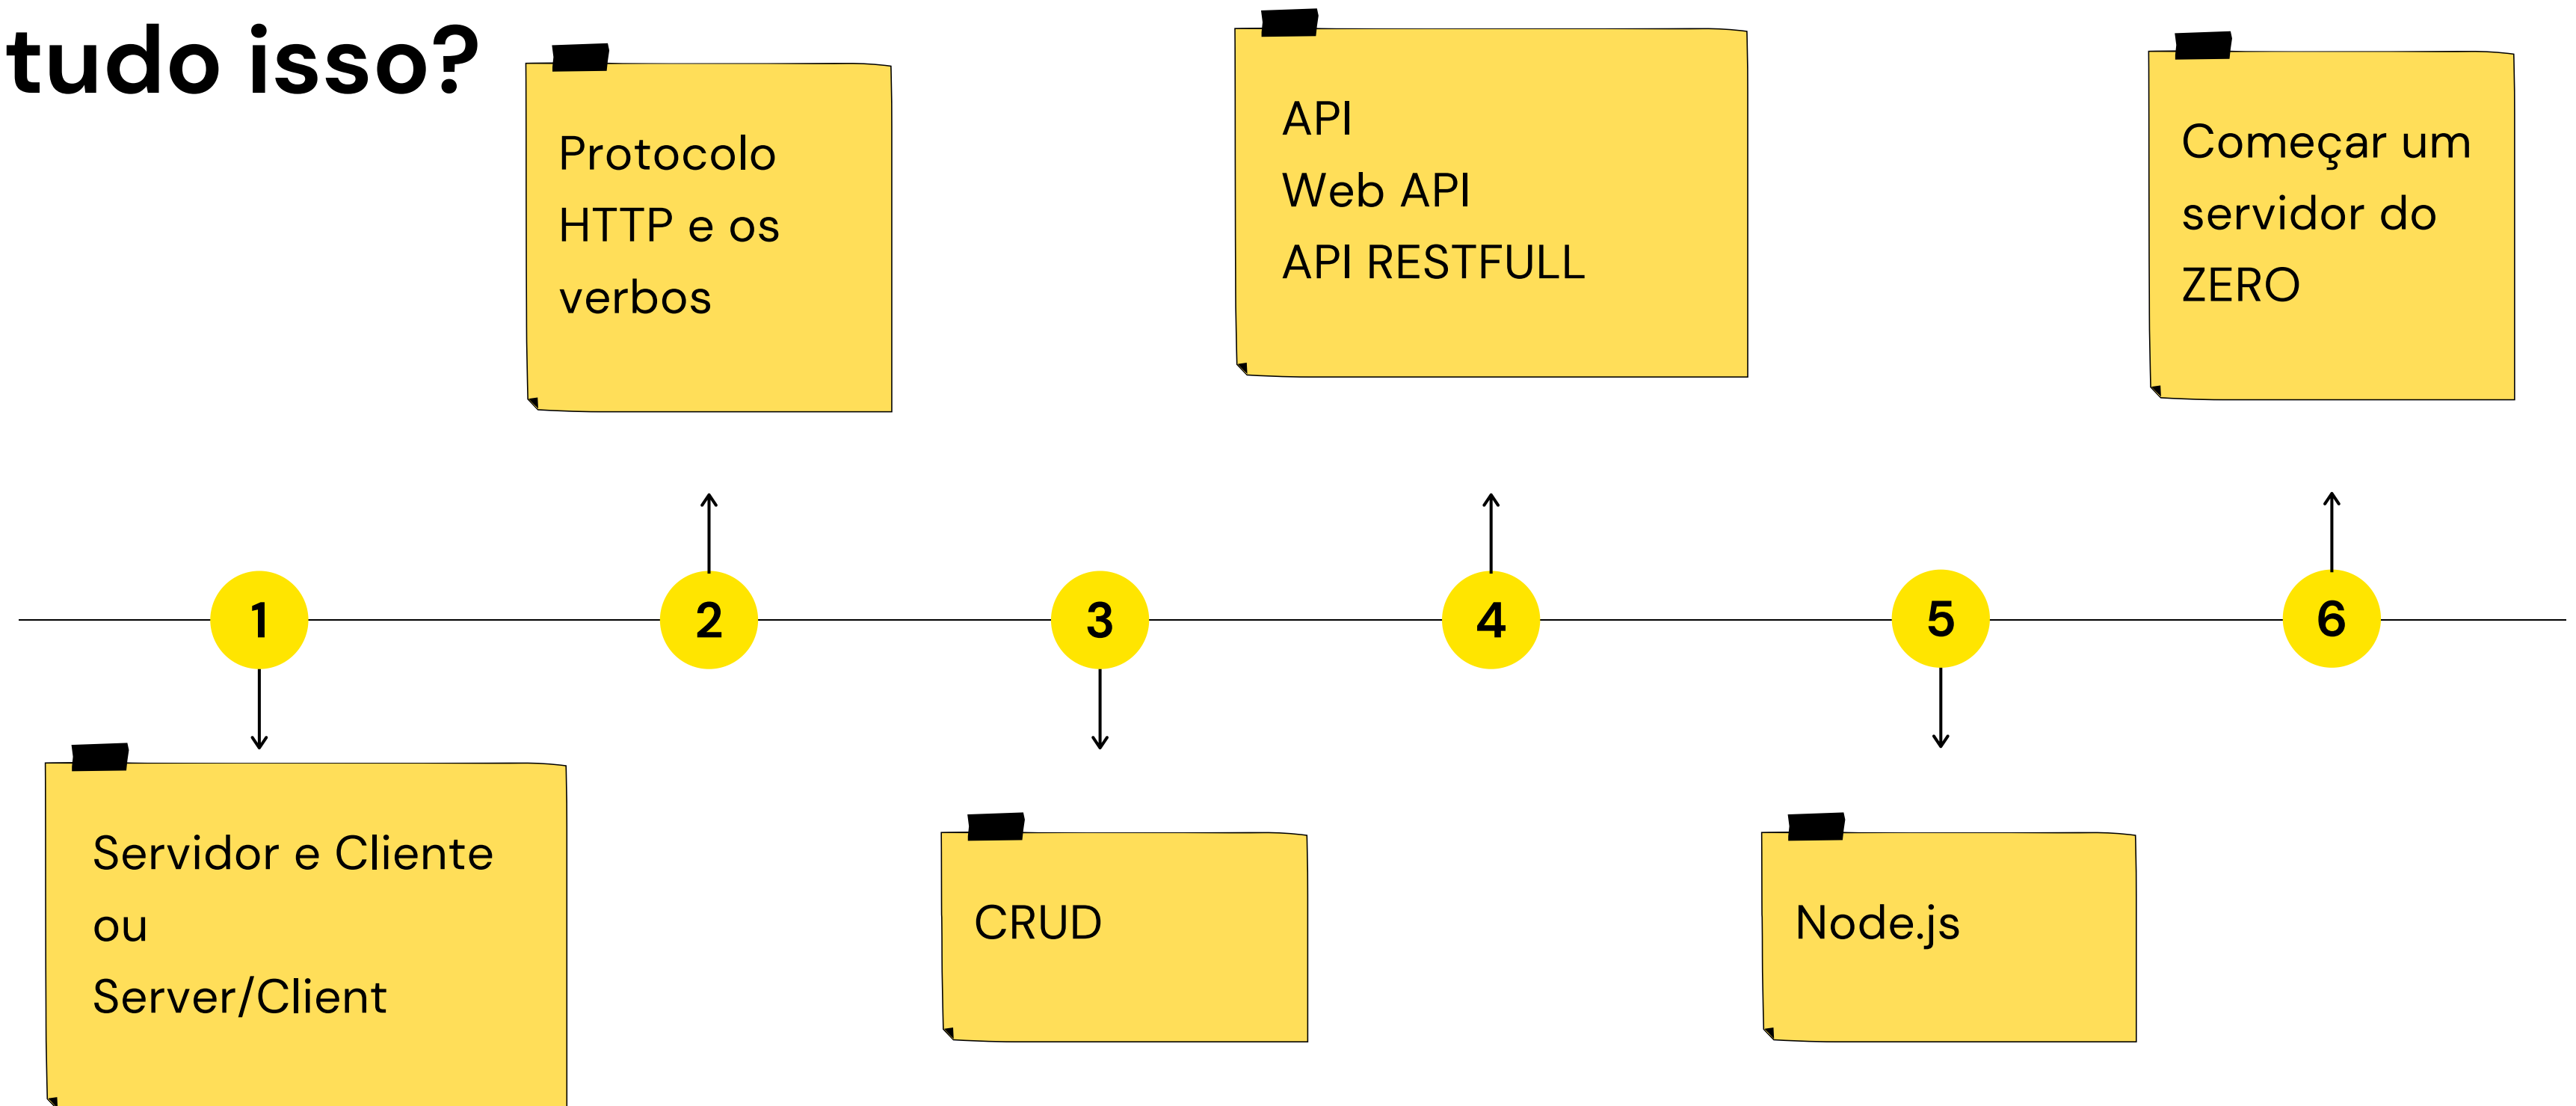 tudo isso?
Protocolo
HTTP e os
verbos
API
Web API
API RESTFULL
Começar um
servidor do
ZERO
1
2
3
4
5
6
Servidor e Cliente
ou
Server/Client
CRUD
Node.js